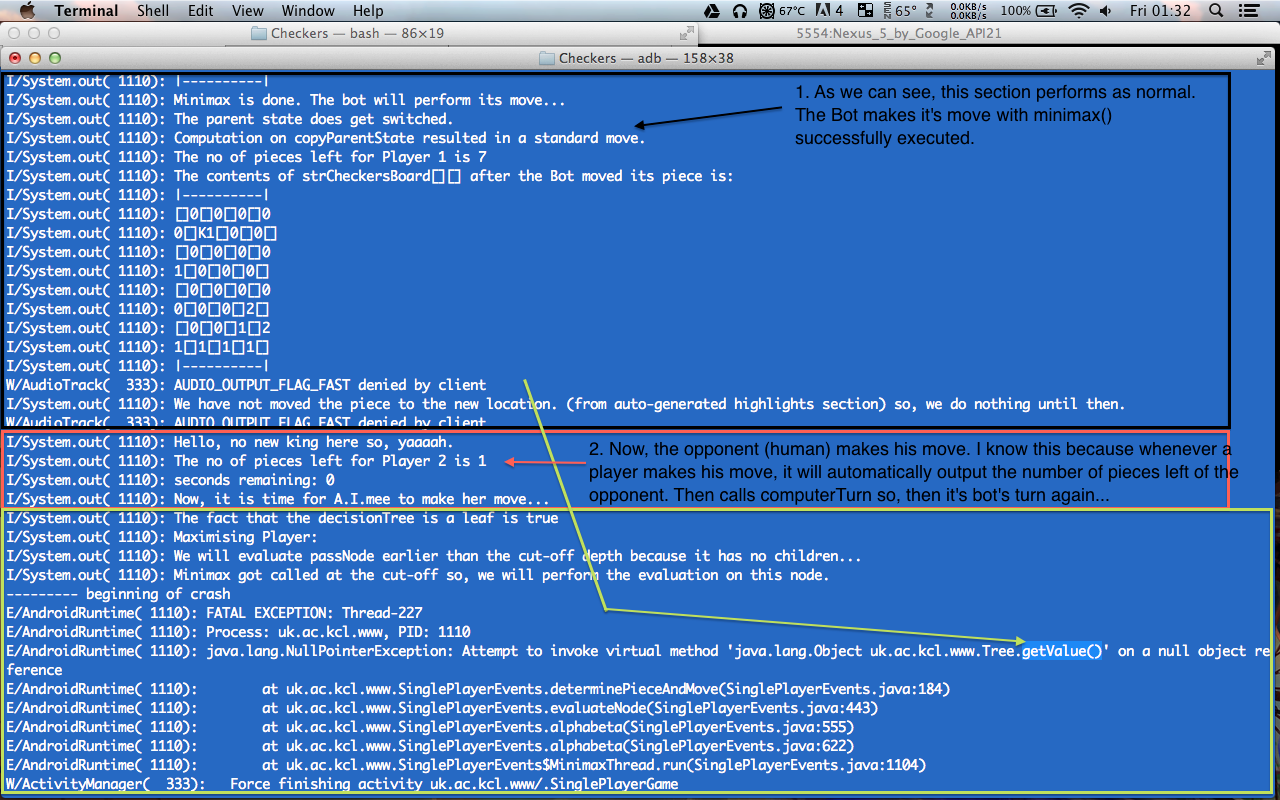 Terminal Shell Edit View Window Help 67°C 4 65° 0.0KB/s 0.0KB/s 100% Fri 01:32
Checkers — bash — 86×19
5554:Nexus_5_by_Google_API21
Checkers — adb — 158×38
I/System.out( 1110): |----------|
I/System.out( 1110): Minimax is done. The bot will perform its move...
I/System.out( 1110): The parent state does get switched.
I/System.out( 1110): Computation on copyParentState resulted in a standard move.
I/System.out( 1110): The no of pieces left for Player 1 is 7
I/System.out( 1110): The contents of strCheckersBoard[][] after the Bot moved its piece is:
I/System.out( 1110): |----------|
I/System.out( 1110): []0[]0[]0[]0
I/System.out( 1110): 0[]K1[]0[]0[]
I/System.out( 1110): []0[]0[]0[]0
I/System.out( 1110): 1[]0[]0[]0[]
I/System.out( 1110): []0[]0[]0[]0
I/System.out( 1110): 0[]0[]0[]2[]
I/System.out( 1110): []0[]0[]1[]2
I/System.out( 1110): 1[]1[]1[]1[]
I/System.out( 1110): |----------|
W/AudioTrack( 333): AUDIO_OUTPUT_FLAG_FAST denied by client
I/System.out( 1110): We have not moved the piece to the new location. (from auto-generated highlights section) so, we do nothing until then.
W/AudioTrack( 333): AUDIO_OUTPUT_FLAG_FAST denied by client
1. As we can see, this section performs as normal.
The Bot makes it's move with minimax()
successfully executed.
I/System.out( 1110): Hello, no new king here so, yaaaah.
I/System.out( 1110): The no of pieces left for Player 2 is 1
I/System.out( 1110): seconds remaining: 0
I/System.out( 1110): Now, it is time for A.I.mee to make her move...
2. Now, the opponent (human) makes his move. I know this because whenever a
player makes his move, it will automatically output the number of pieces left of the
opponent. Then calls computerTurn so, then it's bot's turn again...
I/System.out( 1110): The fact that the decisionTree is a leaf is true
I/System.out( 1110): Maximising Player:
I/System.out( 1110): We will evaluate passNode earlier than the cut-off depth because it has no children...
I/System.out( 1110): Minimax got called at the cut-off so, we will perform the evaluation on this node.
--------- beginning of crash
E/AndroidRuntime( 1110): FATAL EXCEPTION: Thread-227
E/AndroidRuntime( 1110): Process: uk.ac.kcl.www, PID: 1110
E/AndroidRuntime( 1110): java.lang.NullPointerException: Attempt to invoke virtual method 'java.lang.Object uk.ac.kcl.www.Tree.getValue()' on a null object re
ference
E/AndroidRuntime( 1110): at uk.ac.kcl.www.SinglePlayerEvents.determinePieceAndMove(SinglePlayerEvents.java:184)
E/AndroidRuntime( 1110): at uk.ac.kcl.www.SinglePlayerEvents.evaluateNode(SinglePlayerEvents.java:443)
E/AndroidRuntime( 1110): at uk.ac.kcl.www.SinglePlayerEvents.alphabeta(SinglePlayerEvents.java:555)
E/AndroidRuntime( 1110): at uk.ac.kcl.www.SinglePlayerEvents.alphabeta(SinglePlayerEvents.java:622)
E/AndroidRuntime( 1110): at uk.ac.kcl.www.SinglePlayerEvents$MinimaxThread.run(SinglePlayerEvents.java:1104)
W/ActivityManager( 333): Force finishing activity uk.ac.kcl.www/.SinglePlayerGame